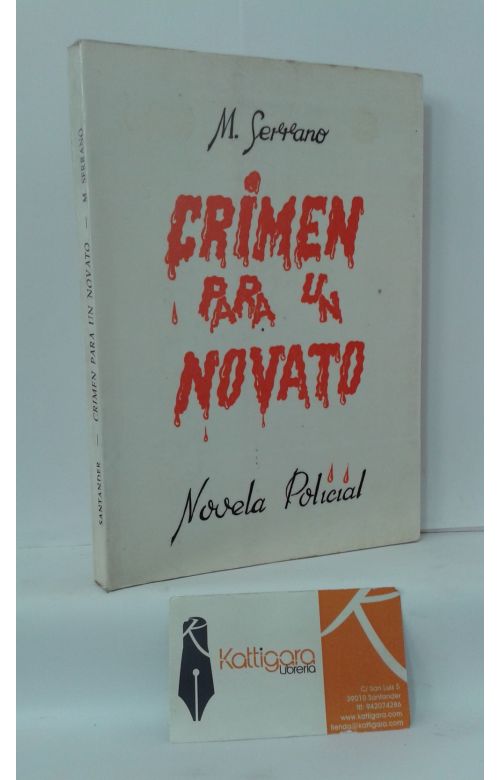 M. Serrano
CRIMEN
PARA UN
NOVATO
Novela Policial
SANTANDER — CRIMEN PARA UN NOVATO — M. SERRANO
Kattigara
Librería
C/ San Luis 5
39010 Santander
tlf: 942074286
www.kattigara.com
tienda@kattigara.com